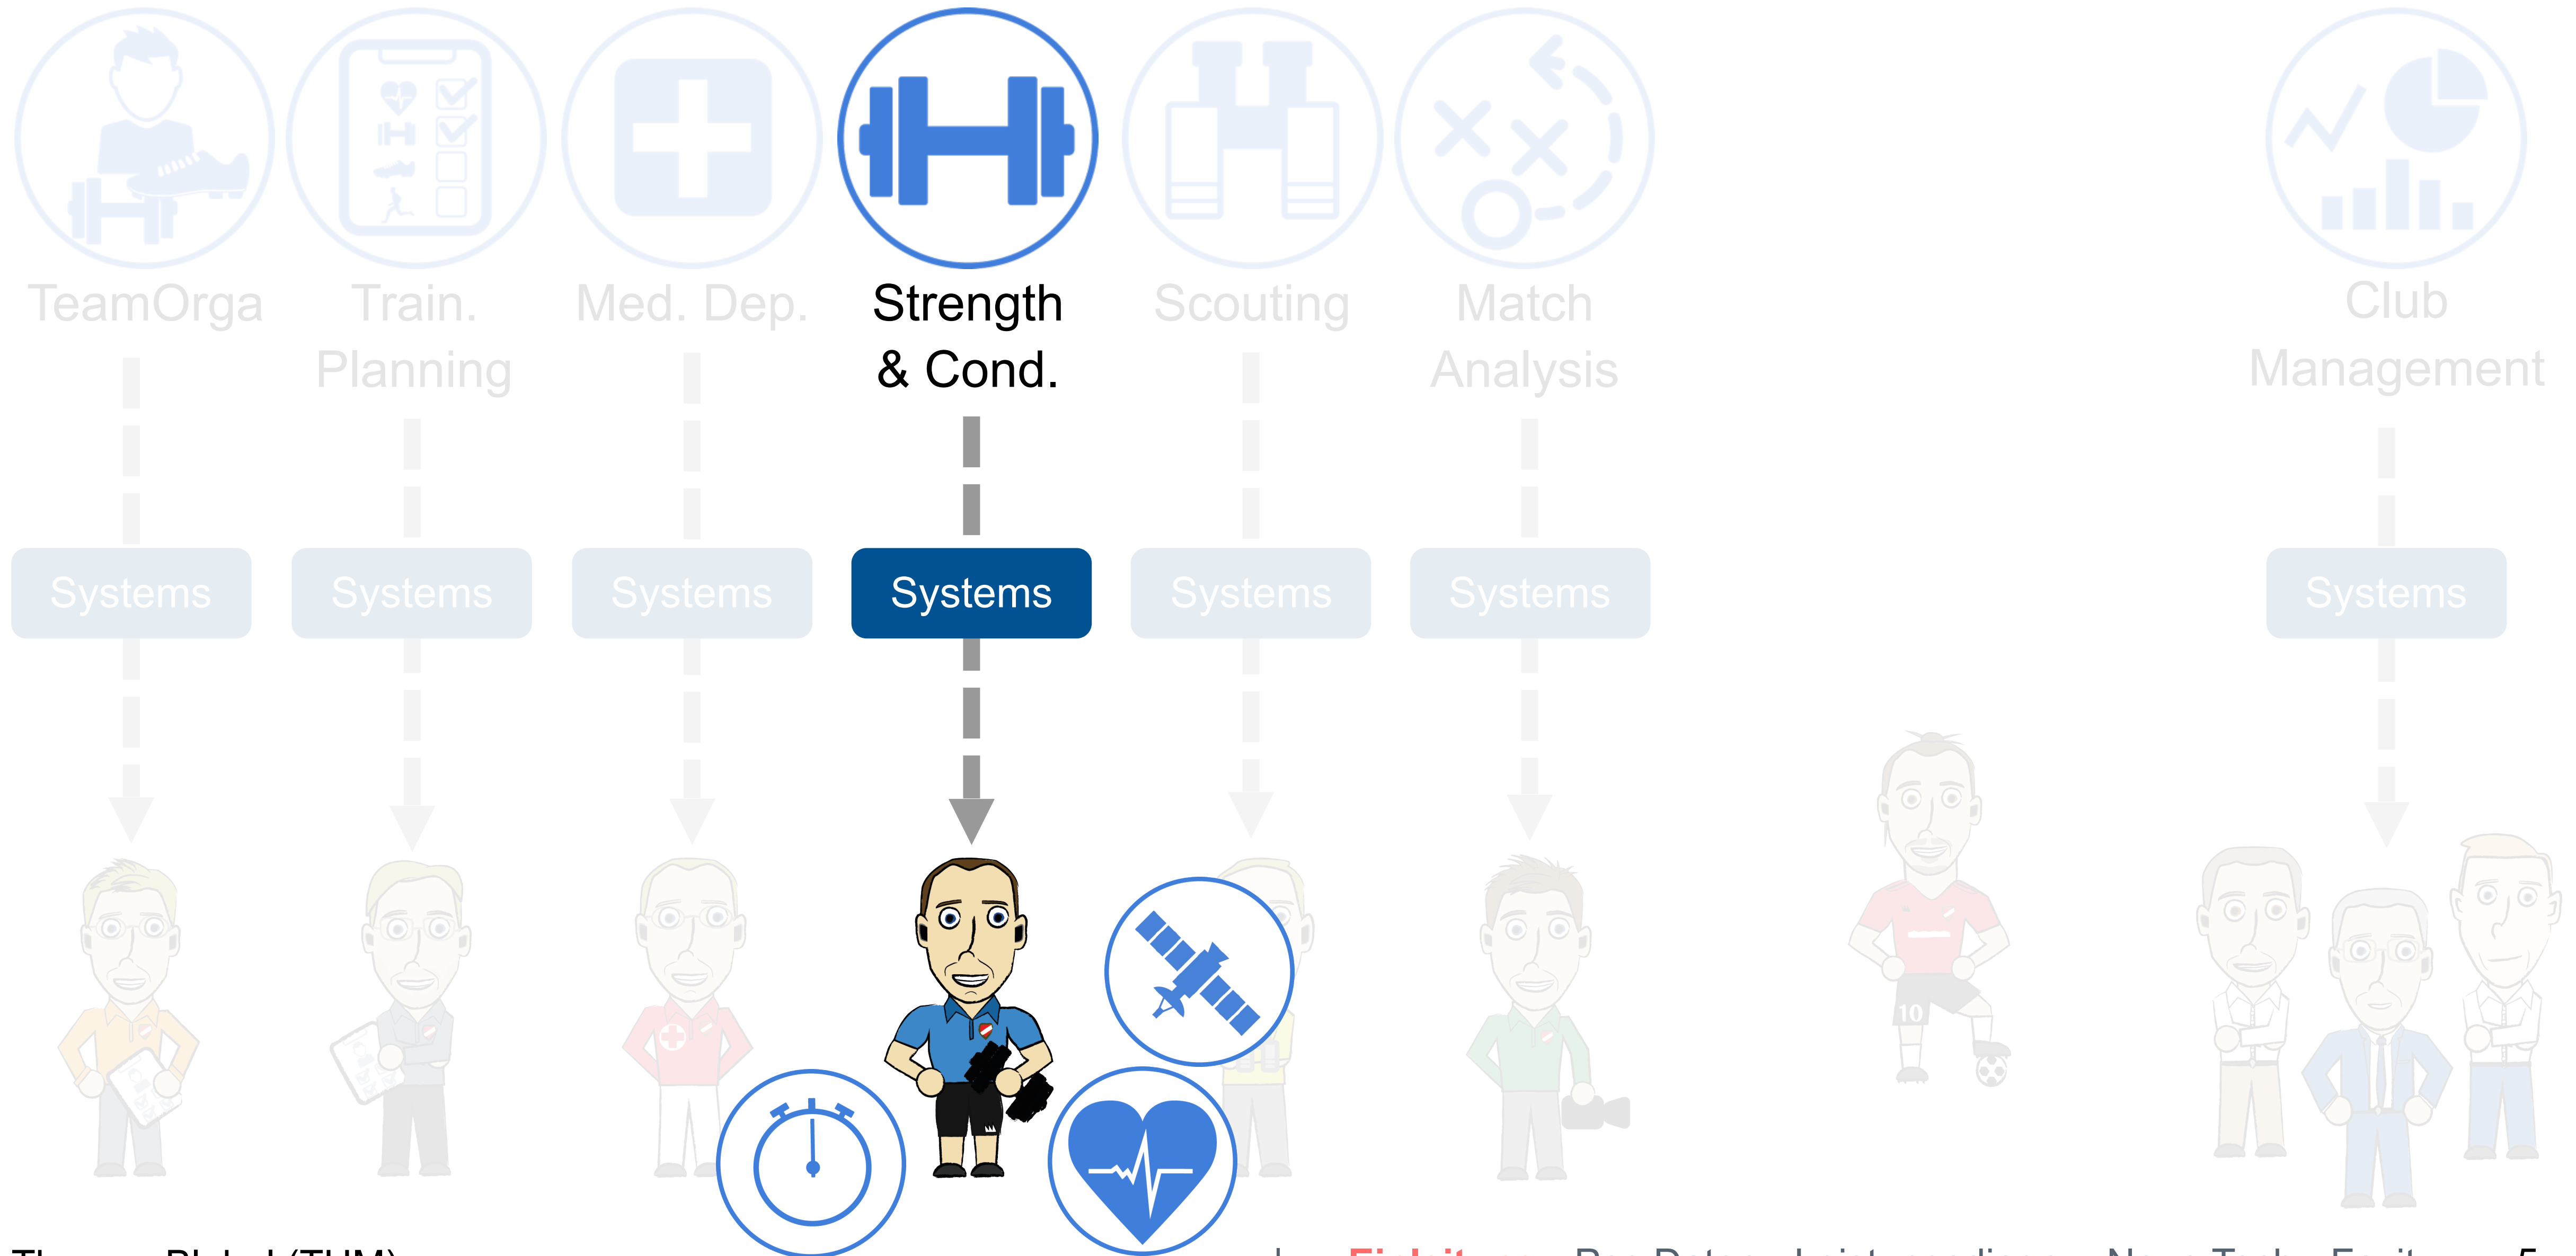 TeamOrga
Train.
Planning
Med. Dep.
Strength
& Cond.
Scouting
Match
Analysis
Club
Management
Systems
Systems
Systems
Systems
Systems
Systems
Systems
10
(TUM)